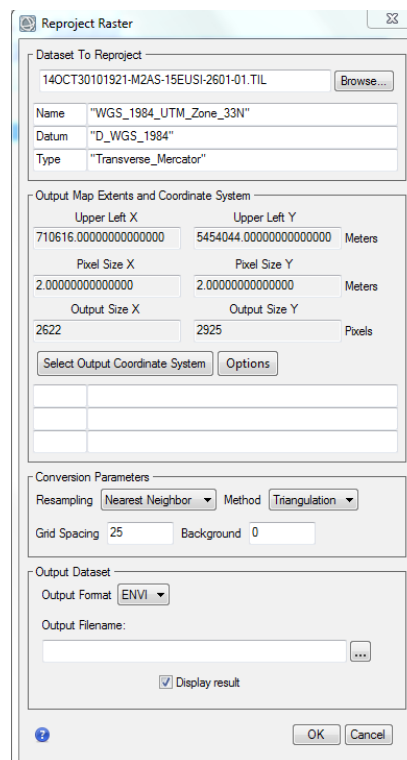 Reproject Raster
Dataset To Reproject
14OCT30101921-M2AS-15EUSI-2601-01.TIL Browse...
Name "WGS_1984_UTM_Zone_33N"
Datum "D_WGS_1984"
Type "Transverse_Mercator"
Output Map Extents and Coordinate System
Upper Left X Upper Left Y
710616.00000000000000 5454044.00000000000000 Meters
Pixel Size X Pixel Size Y
2.00000000000000 2.00000000000000 Meters
Output Size X Output Size Y
2622 2925 Pixels
Select Output Coordinate System Options
Conversion Parameters
Resampling Nearest Neighbor Method Triangulation
Grid Spacing 25 Background 0
Output Dataset
Output Format ENVI
Output Filename:
...
Display result
? OK Cancel